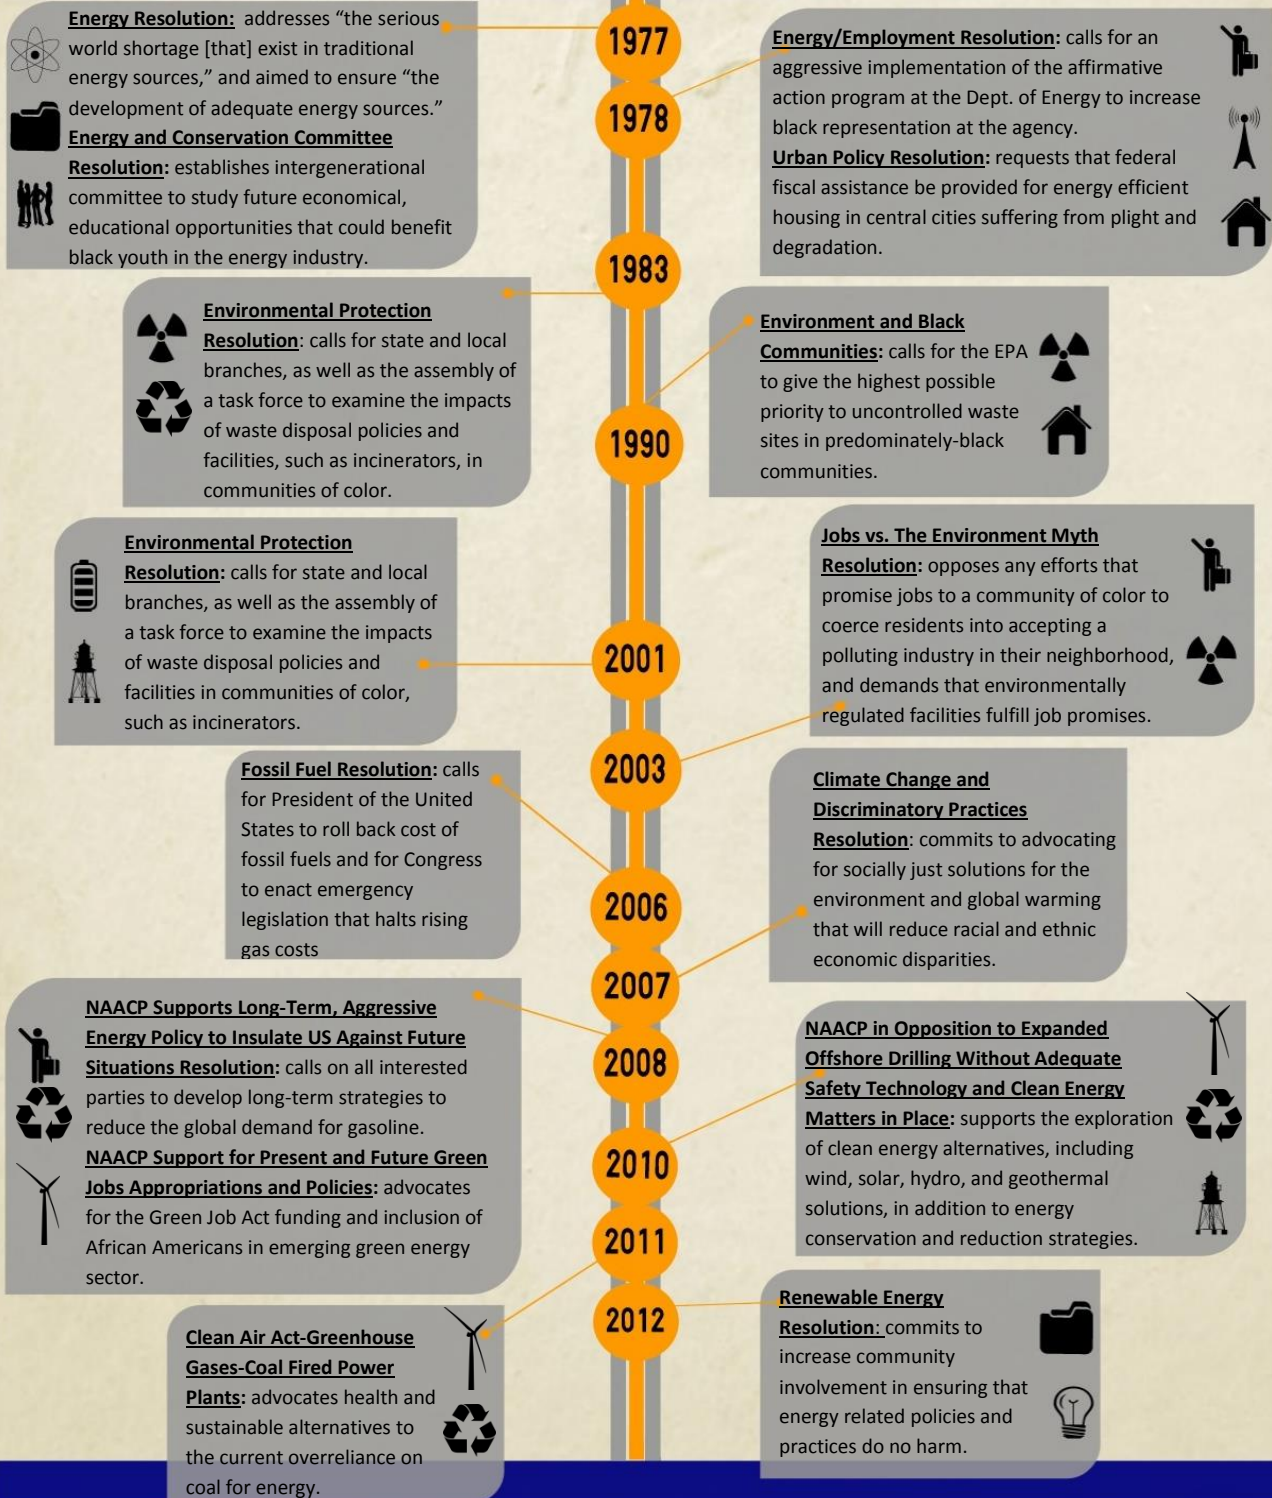 1977
Energy Resolution: addresses “the serious
world shortage [that] exist in traditional
energy sources,” and aimed to ensure “the
development of adequate energy sources.”
Energy and Conservation Committee
Resolution: establishes intergenerational
committee to study future economical,
educational opportunities that could benefit
black youth in the energy industry.
1978
Energy/Employment Resolution: calls for an
aggressive implementation of the affirmative
action program at the Dept. of Energy to increase
black representation at the agency.
Urban Policy Resolution: requests that federal
fiscal assistance be provided for energy efficient
housing in central cities suffering from plight and
degradation.
1983
Environmental Protection
Resolution: calls for state and local
branches, as well as the assembly of
a task force to examine the impacts
of waste disposal policies and
facilities, such as incinerators, in
communities of color.
1990
Environment and Black
Communities: calls for the EPA
to give the highest possible
priority to uncontrolled waste
sites in predominately-black
communities.
2001
Environmental Protection
Resolution: calls for state and local
branches, as well as the assembly of
a task force to examine the impacts
of waste disposal policies and
facilities in communities of color,
such as incinerators.
2003
Jobs vs. The Environment Myth
Resolution: opposes any efforts that
promise jobs to a community of color to
coerce residents into accepting a
polluting industry in their neighborhood,
and demands that environmentally
regulated facilities fulfill job promises.
2006
Fossil Fuel Resolution: calls
for President of the United
States to roll back cost of
fossil fuels and for Congress
to enact emergency
legislation that halts rising
gas costs
2007
Climate Change and
Discriminatory Practices
Resolution: commits to advocating
for socially just solutions for the
environment and global warming
that will reduce racial and ethnic
economic disparities.
2008
NAACP Supports Long-Term, Aggressive
Energy Policy to Insulate US Against Future
Situations Resolution: calls on all interested
parties to develop long-term strategies to
reduce the global demand for gasoline.
NAACP Support for Present and Future Green
Jobs Appropriations and Policies: advocates
for the Green Job Act funding and inclusion of
African Americans in emerging green energy
sector.
2010
NAACP in Opposition to Expanded
Offshore Drilling Without Adequate
Safety Technology and Clean Energy
Matters in Place: supports the exploration
of clean energy alternatives, including
wind, solar, hydro, and geothermal
solutions, in addition to energy
conservation and reduction strategies.
2011
Clean Air Act-Greenhouse
Gases-Coal Fired Power
Plants: advocates health and
sustainable alternatives to
the current overreliance on
coal for energy.
2012
Renewable Energy
Resolution: commits to
increase community
involvement in ensuring that
energy related policies and
practices do no harm.